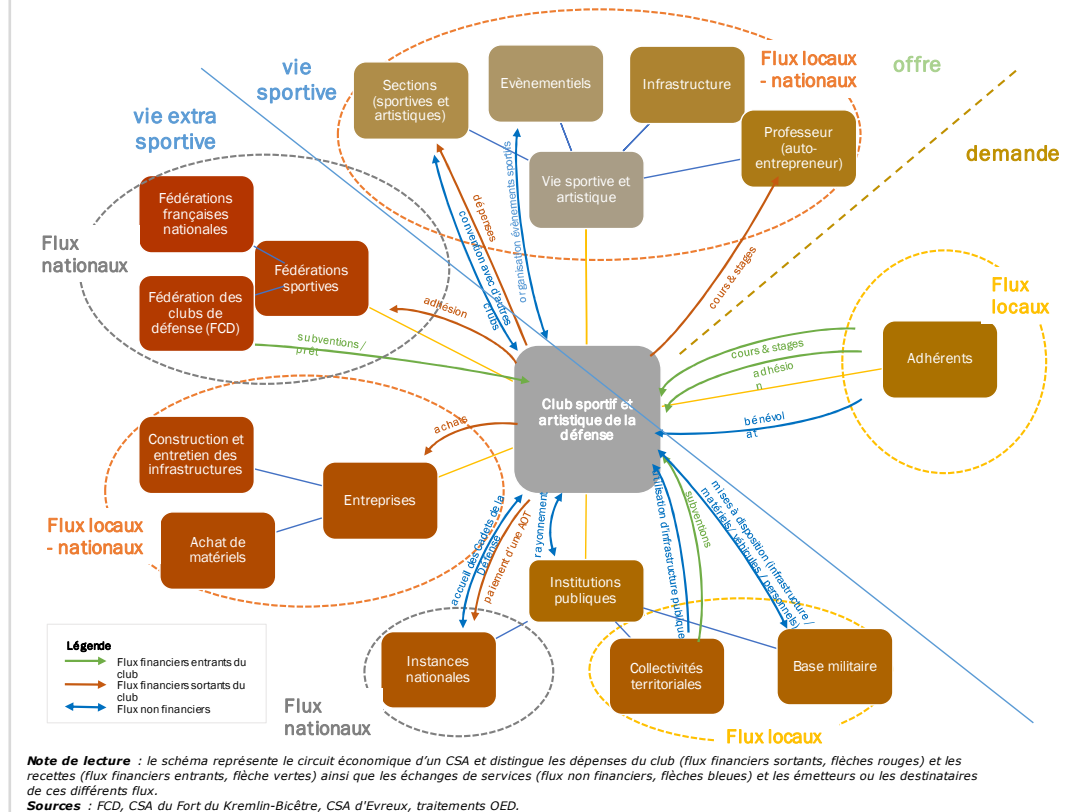 vie
sportive
Flux locaux
- nationaux
offre
vie extra
sportive
demande
Sections
(sportives et
artistiques)
Evènementiels
Infrastructure
Professeur
(auto-
entrepreneur)
Vie sportive et
artistique
Fédérations
françaises
nationales
Flux
nationaux
Fédérations
sportives
Fédération des
clubs de
défense (FCD)
dépenses
convention avec d'autres
clubs
organisation évènements sportifs
cours & stages
adhésion
subventions /
prêt
Flux
locaux
Adhérents
cours & stages
adhésio
n
bénévol
at
Club sportif et
artistique de la
défense
achats
Construction et
entretien des
infrastructures
Entreprises
Achat de
matériels
Flux locaux
- nationaux
accueil des Cadets de la
Défense
paiement d'une AOT
rayonnement
utilisation d'infrastructure publique
subventions
mises à disposition (infrastructure /
matériels/ véhicules / personnels)
Institutions
publiques
Instances
nationales
Collectivités
territoriales
Base militaire
Flux
nationaux
Flux locaux
Légende
Flux financiers entrants du
club
Flux financiers sortants du
club
Flux non financiers
Note de lecture : le schéma représente le circuit économique d'un CSA et distingue les dépenses du club (flux financiers sortants, flèches rouges) et les
recettes (flux financiers entrants, flèche vertes) ainsi que les échanges de services (flux non financiers, flèches bleues) et les émetteurs ou les destinataires
de ces différents flux.
Sources : FCD, CSA du Fort du Kremlin-Bicêtre, CSA d'Evreux, traitements OED.